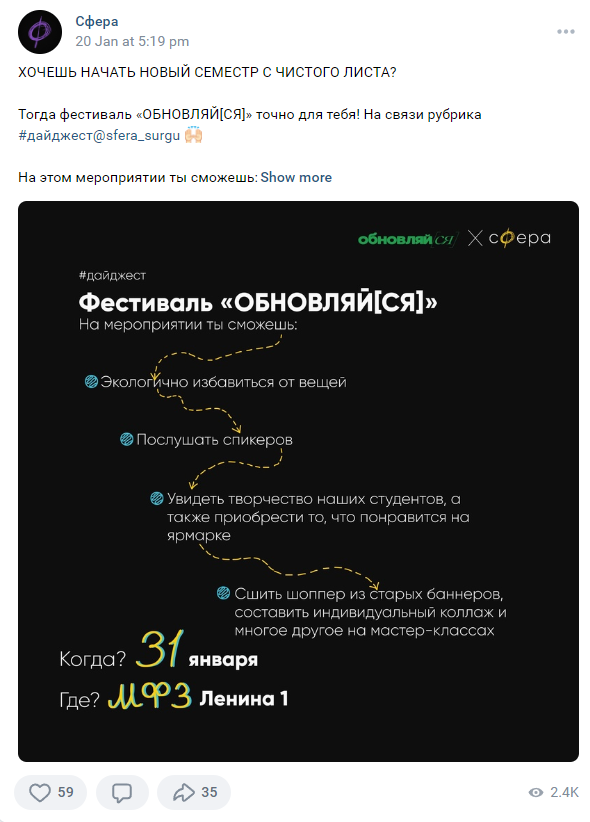 Сфера
20 Jan at 5:19 pm
ХОЧЕШЬ НАЧАТЬ НОВЫЙ СЕМЕСТР С ЧИСТОГО ЛИСТА?
Тогда фестиваль «ОБНОВЛЯЙ[СЯ]» точно для тебя! На связи рубрика
#дайджест@sfera_surgu 🙌🏻
На этом мероприятии ты сможешь: Show more
обновляй[ся] X сфера
#дайджест
Фестиваль «ОБНОВЛЯЙ[СЯ]»
На мероприятии ты сможешь:
Экологично избавиться от вещей
Послушать спикеров
Увидеть творчество наших студентов, а
также приобрести то, что понравится на
ярмарке
Сшить шоппер из старых баннеров,
составить индивидуальный коллаж и
многое другое на мастер-классах
Когда? 31 января
Где? МФЗ Ленина 1
59
35
2.4K